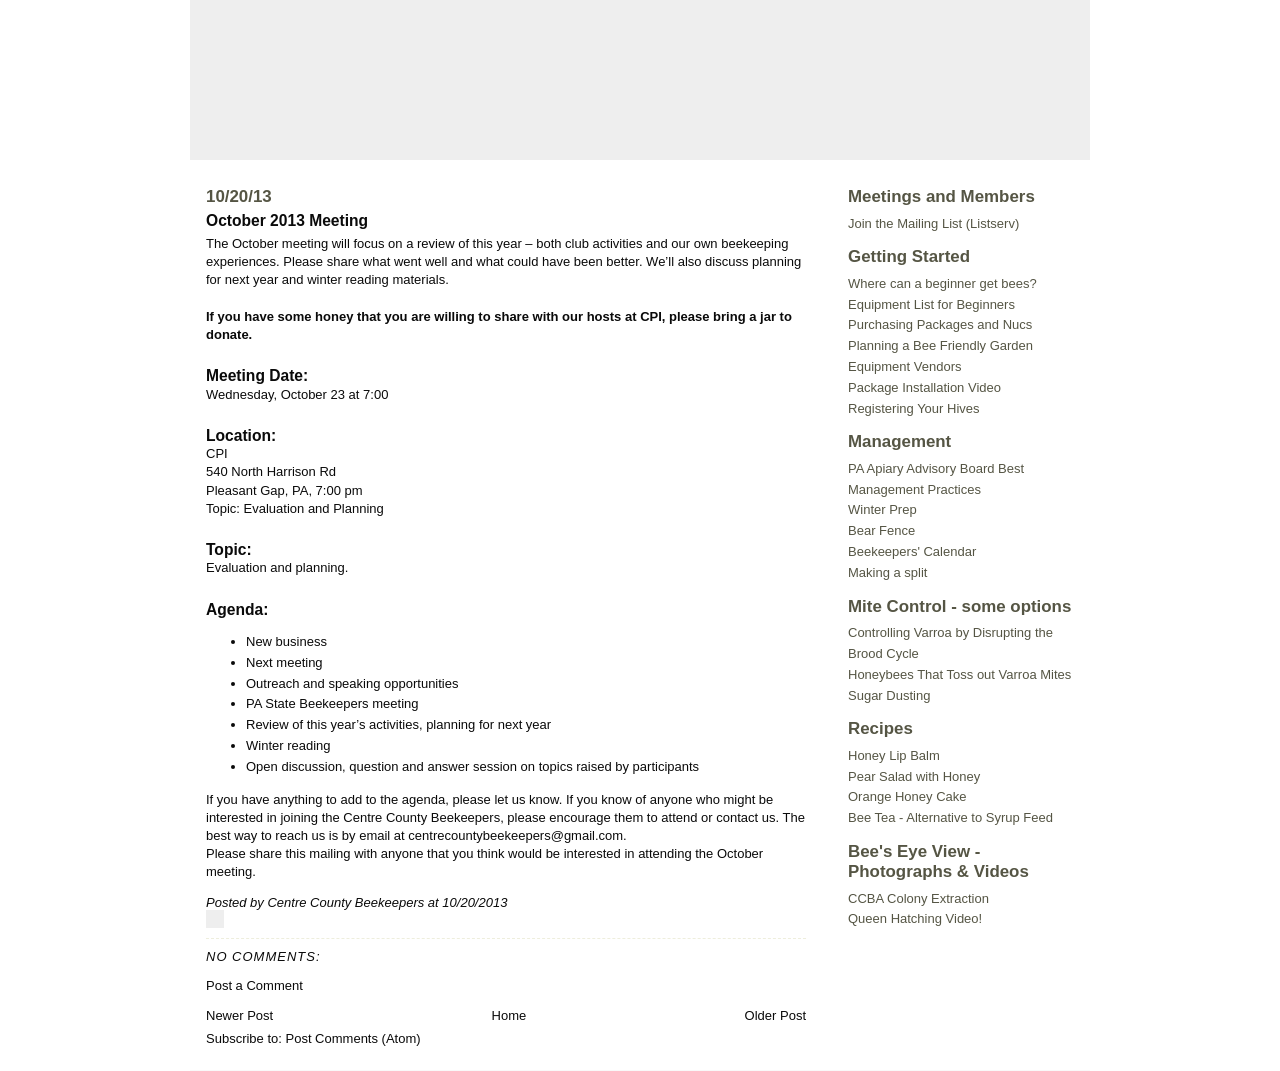 10/20/13
October 2013 Meeting
The October meeting will focus on a review of this year – both club activities and our own beekeeping
experiences. Please share what went well and what could have been better. We’ll also discuss planning
for next year and winter reading materials.
If you have some honey that you are willing to share with our hosts at CPI, please bring a jar to
donate.
Meeting Date:
Wednesday, October 23 at 7:00
Location:
CPI
540 North Harrison Rd
Pleasant Gap, PA, 7:00 pm
Topic: Evaluation and Planning
Topic:
Evaluation and planning.
Agenda:
• New business
• Next meeting
• Outreach and speaking opportunities
• PA State Beekeepers meeting
• Review of this year’s activities, planning for next year
• Winter reading
• Open discussion, question and answer session on topics raised by participants
If you have anything to add to the agenda, please let us know. If you know of anyone who might be
interested in joining the Centre County Beekeepers, please encourage them to attend or contact us. The
best way to reach us is by email at centrecountybeekeepers@gmail.com.
Please share this mailing with anyone that you think would be interested in attending the October
meeting.
Posted by Centre County Beekeepers at 10/20/2013
NO COMMENTS:
Post a Comment
Newer Post Home Older Post
Subscribe to: Post Comments (Atom)
Meetings and Members
Join the Mailing List (Listserv)
Getting Started
Where can a beginner get bees?
Equipment List for Beginners
Purchasing Packages and Nucs
Planning a Bee Friendly Garden
Equipment Vendors
Package Installation Video
Registering Your Hives
Management
PA Apiary Advisory Board Best
Management Practices
Winter Prep
Bear Fence
Beekeepers' Calendar
Making a split
Mite Control - some options
Controlling Varroa by Disrupting the
Brood Cycle
Honeybees That Toss out Varroa Mites
Sugar Dusting
Recipes
Honey Lip Balm
Pear Salad with Honey
Orange Honey Cake
Bee Tea - Alternative to Syrup Feed
Bee's Eye View -
Photographs & Videos
CCBA Colony Extraction
Queen Hatching Video!